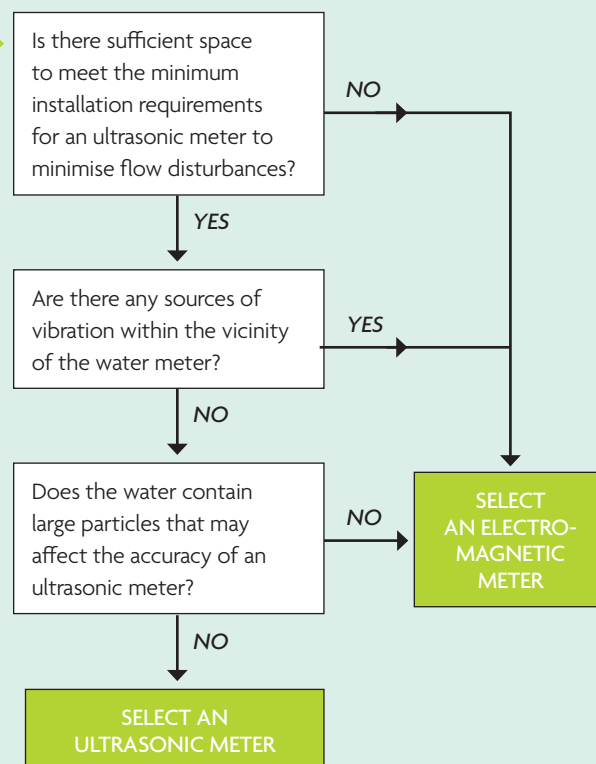 Is there sufficient space
to meet the minimum
installation requirements
for an ultrasonic meter to
minimise flow disturbances?
NO
YES
Are there any sources of
vibration within the vicinity
of the water meter?
YES
NO
Does the water contain
large particles that may
affect the accuracy of an
ultrasonic meter?
NO
SELECT
AN ELECTRO-
MAGNETIC
METER
NO
SELECT AN
ULTRASONIC METER